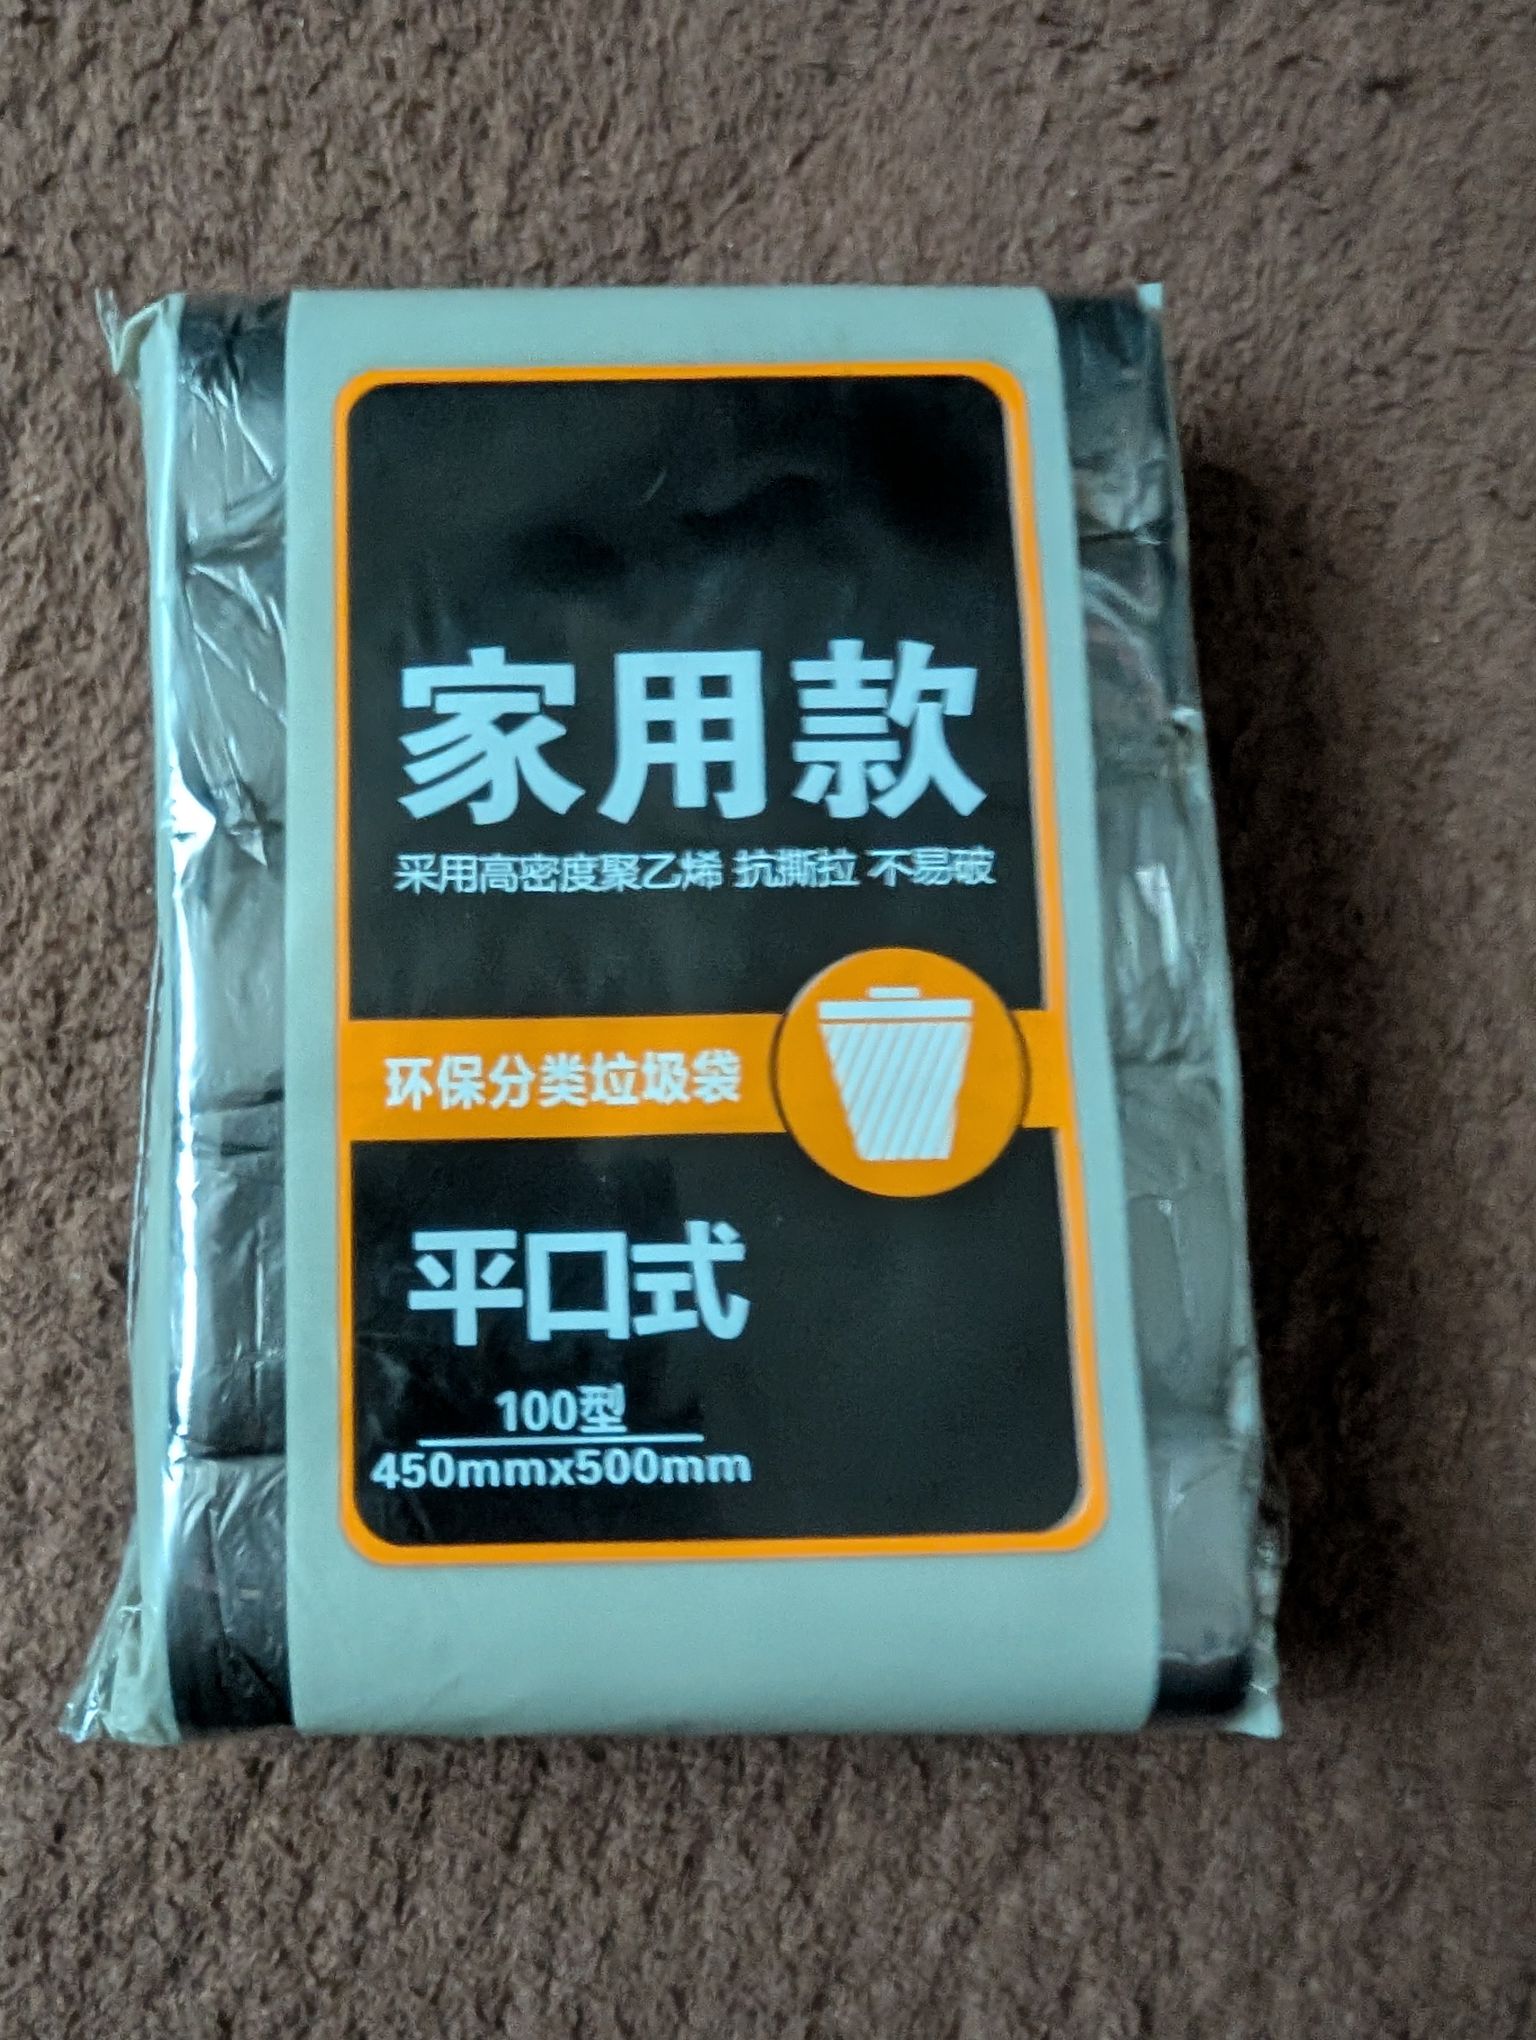 家用款
采用高密度聚乙烯 抗撕拉 不易破
环保分类垃圾袋
平口式
100型
450mmx500mm